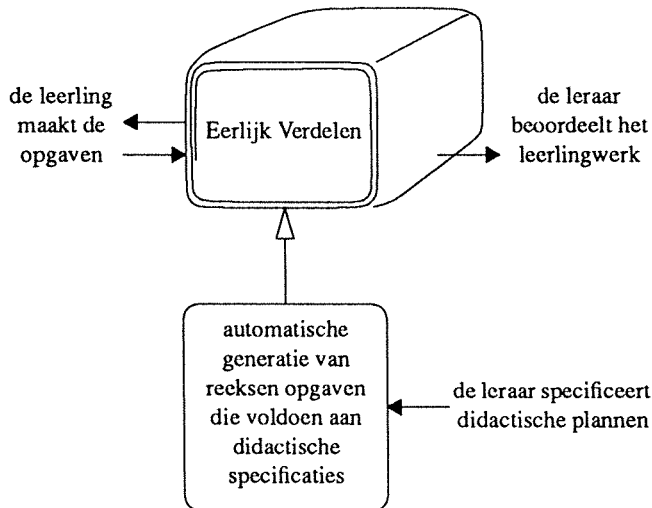 de leerling
maakt de
opgaven
Eerlijk Verdelen
de leraar
beoordeelt het
leerlingwerk
automatische
generatie van
reeksen opgaven
die voldoen aan
didactische
specificaties
de leraar specificeert
didactische plannen